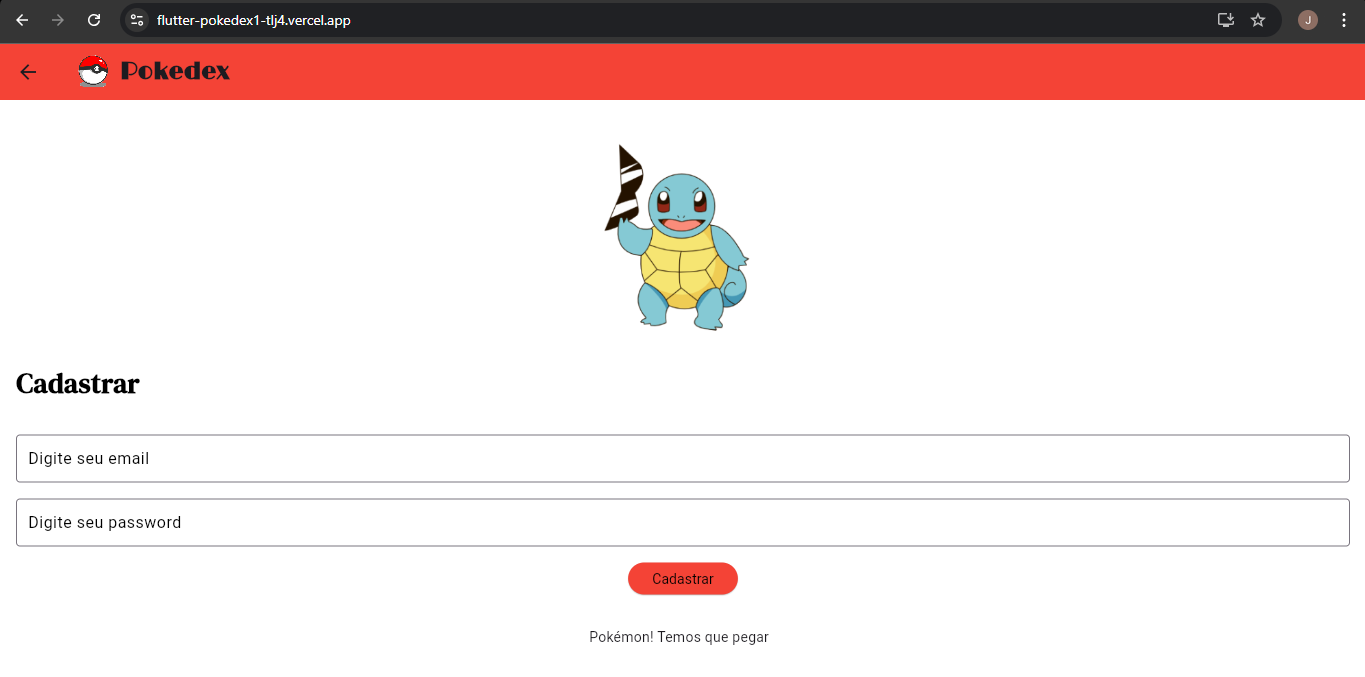 flutter-pokedex1-tlj4.vercel.app
J
Pokedex
Cadastrar
Digite seu email
Digite seu password
Cadastrar
Pokémon! Temos que pegar